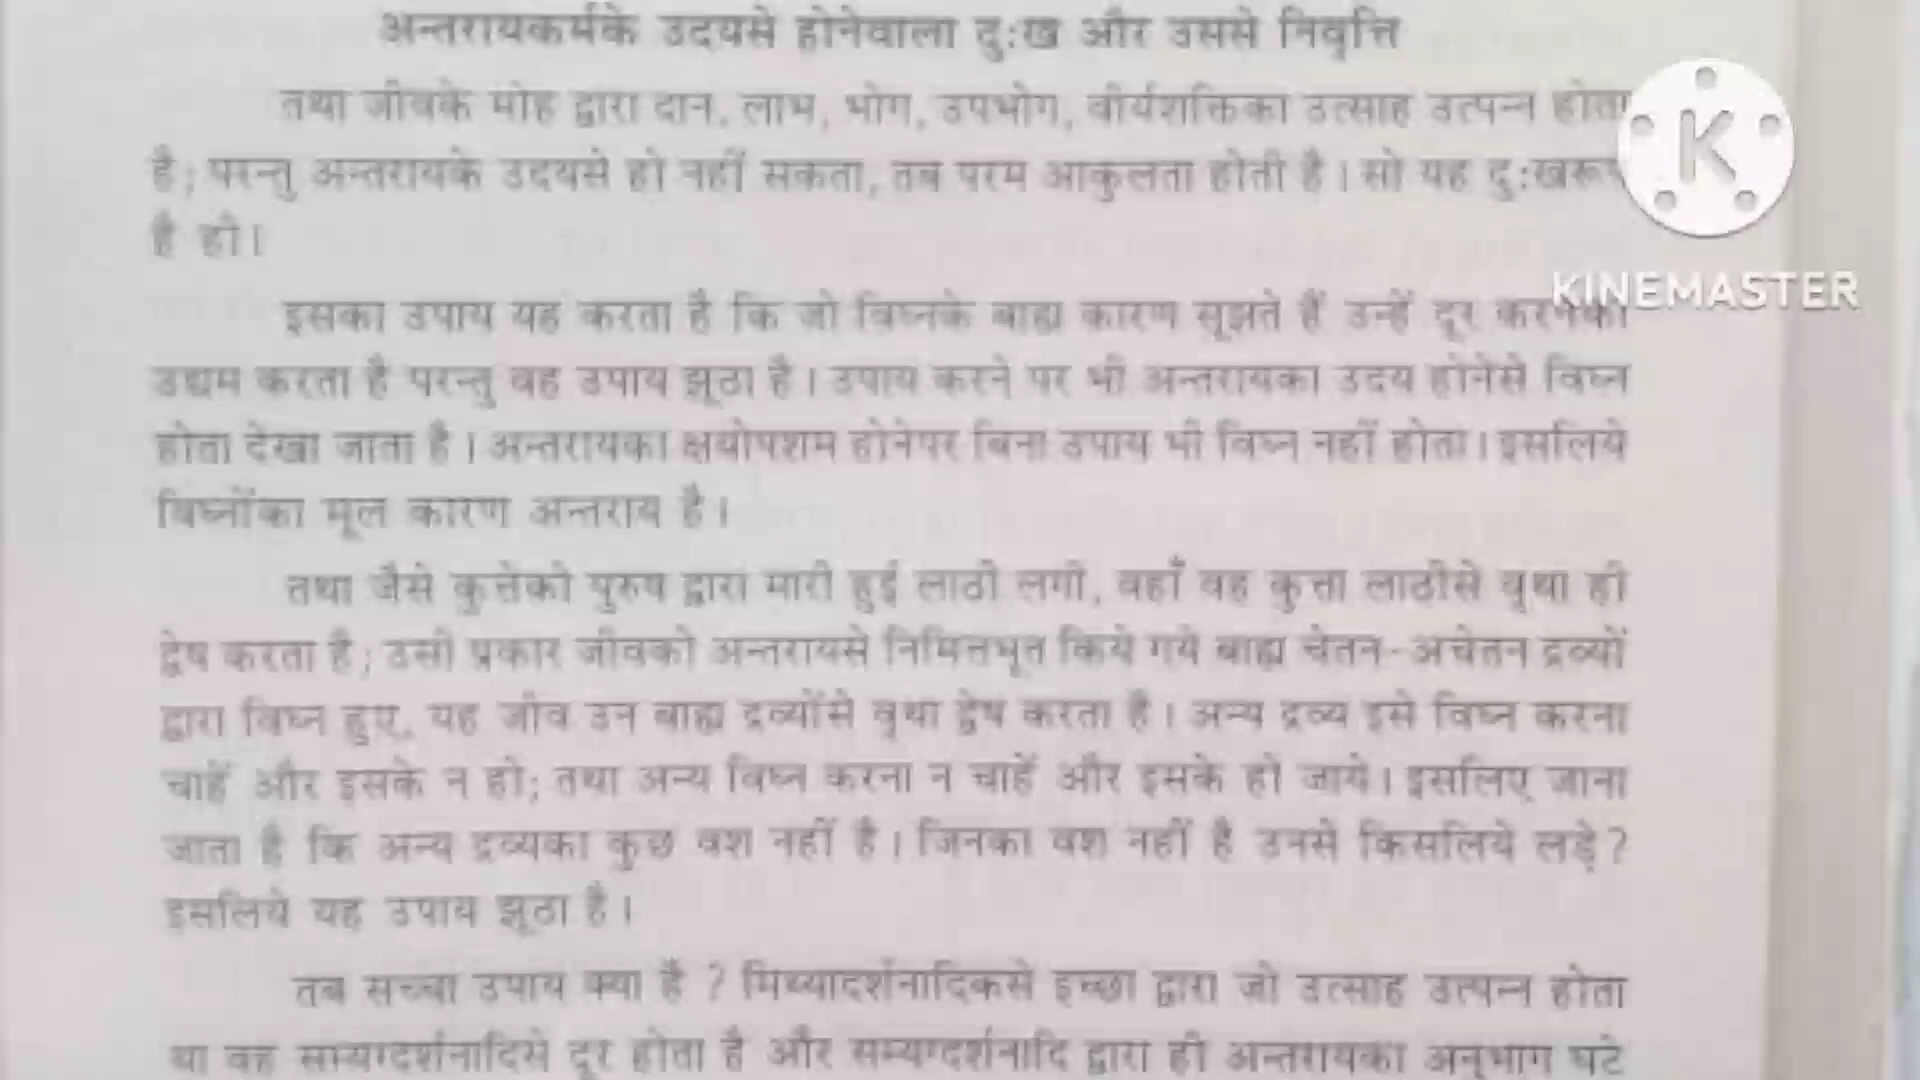 अन्तरायकर्मके उदयसे होनेवाला दुःख और उससे निवृत्ति
तथा जीवके मोह द्वारा दान, लाभ, भोग, उपभोग, वीर्यशक्तिका उत्साह उत्पन्न होता
है; परन्तु अन्तरायके उदयसे हो नहीं सकता, तब परम आकुलता होती है। सो यह दुःखरूप
है ही।
इसका उपाय यह करता है कि जो विघ्नके बाह्य कारण सूझते हैं उन्हें दूर करनेका
उद्यम करता है परन्तु वह उपाय झूठा है। उपाय करने पर भी अन्तरायका उदय होनेसे विघ्न
होता देखा जाता है। अन्तरायका क्षयोपशम होनेपर बिना उपाय भी विघ्न नहीं होता। इसलिये
विघ्नोंका मूल कारण अन्तराय है।
तथा जैसे कुत्तेको पुरुष द्वारा मारी हुई लाठी लगी, वहाँ वह कुत्ता लाठीसे वृथा ही
द्वेष करता है; उसी प्रकार जीवको अन्तरायसे निमित्तभूत किये गये बाह्य चेतन-अचेतन द्रव्यों
द्वारा विघ्न हुए, यह जीव उन बाह्य द्रव्योंसे वृथा द्वेष करता है। अन्य द्रव्य इसे विघ्न करना
चाहें और इसके न हो; तथा अन्य विघ्न करना न चाहें और इसके हो जाये। इसलिए जाना
जाता है कि अन्य द्रव्यका कुछ वश नहीं है। जिनका वश नहीं है उनसे किसलिये लड़े?
इसलिये यह उपाय झूठा है।
तब सच्चा उपाय क्या है? मिथ्यादर्शनादिकसे इच्छा द्वारा जो उत्साह उत्पन्न होता
था वह सम्यग्दर्शनादिसे दूर होता है और सम्यग्दर्शनादि द्वारा ही अन्तरायका अनुभाग घटे
K
KINEMASTER